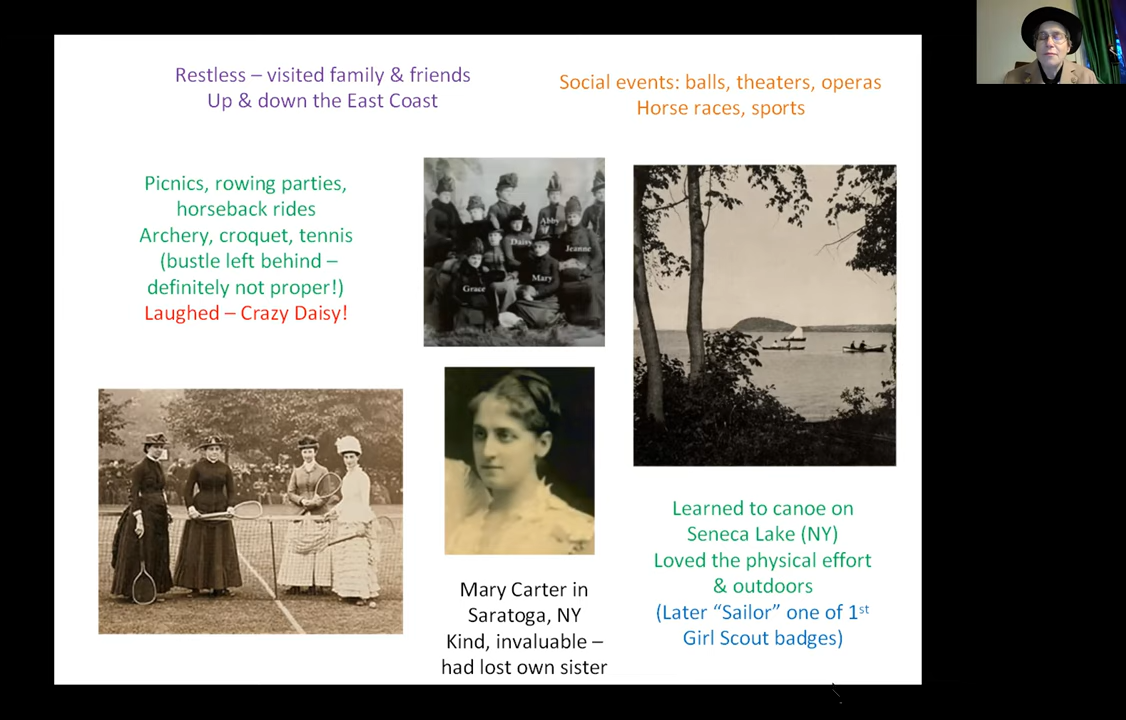 Restless – visited family & friends
Up & down the East Coast
Social events: balls, theaters, operas
Horse races, sports
Picnics, rowing parties,
horseback rides
Archery, croquet, tennis
(bustle left behind –
definitely not proper!)
Laughed – Crazy Daisy!
Abby
Daisy
Jeanne
Mary
Grace
Mary Carter in
Saratoga, NY
Kind, invaluable –
had lost own sister
Learned to canoe on
Seneca Lake (NY)
Loved the physical effort
& outdoors
(Later “Sailor” one of 1st
Girl Scout badges)